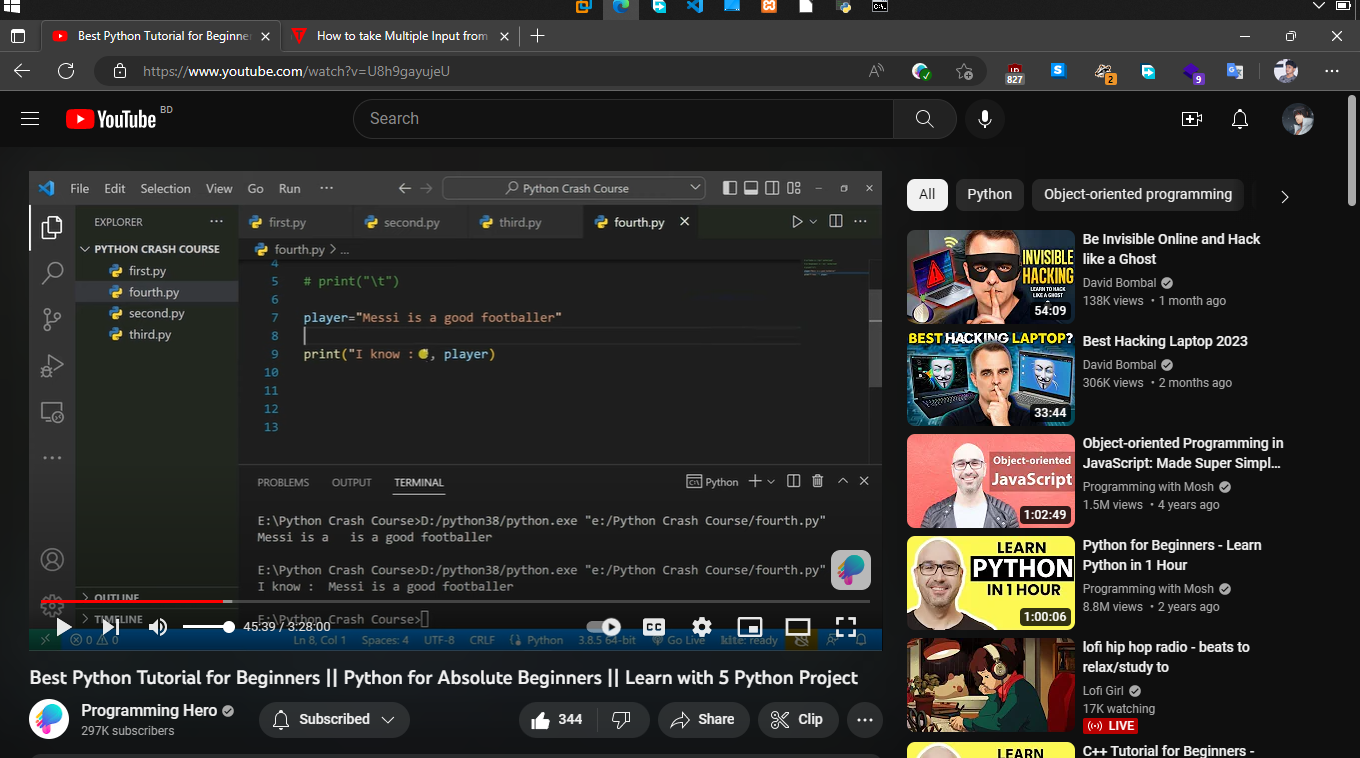 Best Python Tutorial for Beginner
How to take Multiple Input from
https://www.youtube.com/watch?v=U8h9gayujeU
827
2
9
YouTube BD
Search
File Edit Selection View Go Run ···
Python Crash Course
EXPLORER ···
first.py second.py third.py fourth.py
PYTHON CRASH COURSE
fourth.py > ...
first.py
fourth.py
second.py
third.py
4
5 # print("\t")
6
7 player="Messi is a good footballer"
8
9 print("I know :", player)
10
11
12
13
PROBLEMS OUTPUT TERMINAL
Python
E:\Python Crash Course>D:/python38/python.exe "e:/Python Crash Course/fourth.py"
Messi is a   is a good footballer
E:\Python Crash Course>D:/python38/python.exe "e:/Python Crash Course/fourth.py"
I know :  Messi is a good footballer
E:\Python Crash Course>
OUTLINE
TIMELINE
45:39 / 3:28:00
CC
0 0
Ln 8, Col 1 Spaces: 4 UTF-8 CRLF Python 3.8.5 64-bit Go Live kite: ready
Best Python Tutorial for Beginners || Python for Absolute Beginners || Learn with 5 Python Project
Programming Hero
297K subscribers
Subscribed
344
Share
Clip
All Python Object-oriented programming
INVISIBLE
HACKING
LEARN TO HACK
LIKE A GHOST
54:09
Be Invisible Online and Hack
like a Ghost
David Bombal
138K views • 1 month ago
BEST HACKING LAPTOP?
33:44
Best Hacking Laptop 2023
David Bombal
306K views • 2 months ago
Object-oriented
JavaScript
1:02:49
Object-oriented Programming in
JavaScript: Made Super Simpl...
Programming with Mosh
1.5M views • 4 years ago
LEARN
PYTHON
IN 1 HOUR
1:00:06
Python for Beginners - Learn
Python in 1 Hour
Programming with Mosh
8.8M views • 2 years ago
lofi hip hop radio - beats to
relax/study to
Lofi Girl
17K watching
LIVE
LEARN
C++ Tutorial for Beginners -